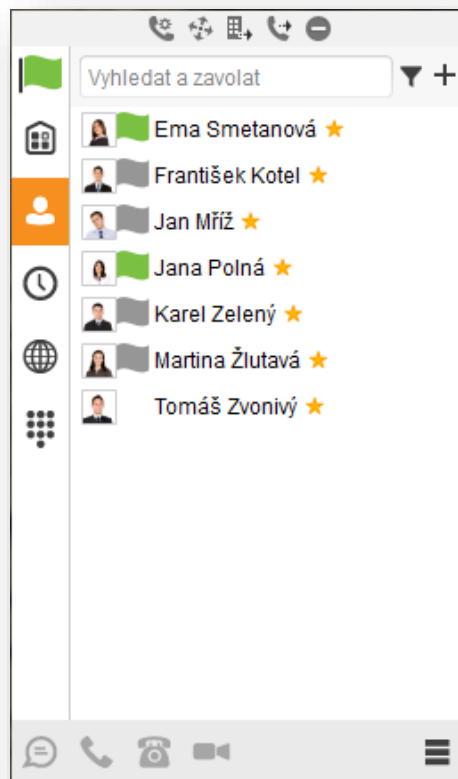 Vyhledat a zavolat
Ema Smetanová
František Kotel
Jan Mříž
Jana Polná
Karel Zelený
Martina Žlutavá
Tomáš Zvonivý